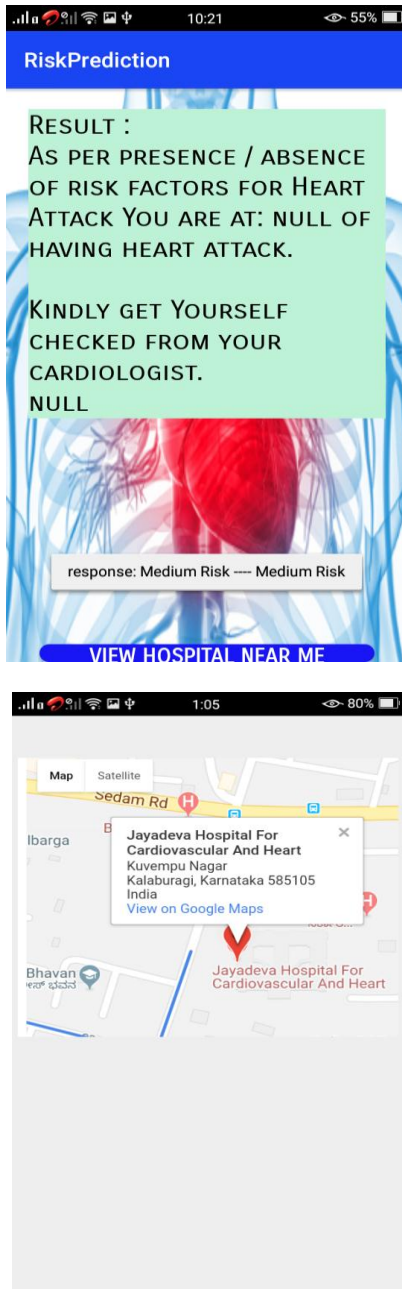 10:21
55%
RiskPrediction
RESULT :
AS PER PRESENCE / ABSENCE
OF RISK FACTORS FOR HEART
ATTACK YOU ARE AT: NULL OF
HAVING HEART ATTACK.
KINDLY GET YOURSELF
CHECKED FROM YOUR
CARDIOLOGIST.
NULL
response: Medium Risk ---- Medium Risk
VIEW HOSPITAL NEAR ME
1:05
80%
Map Satellite
Sedam Rd
lbarga
Jayadeva Hospital For
Cardiovascular And Heart
Kuvempu Nagar
Kalaburagi, Karnataka 585105
India
View on Google Maps
Bhavan
ಭವನ
Jayadeva Hospital For
Cardiovascular And Heart